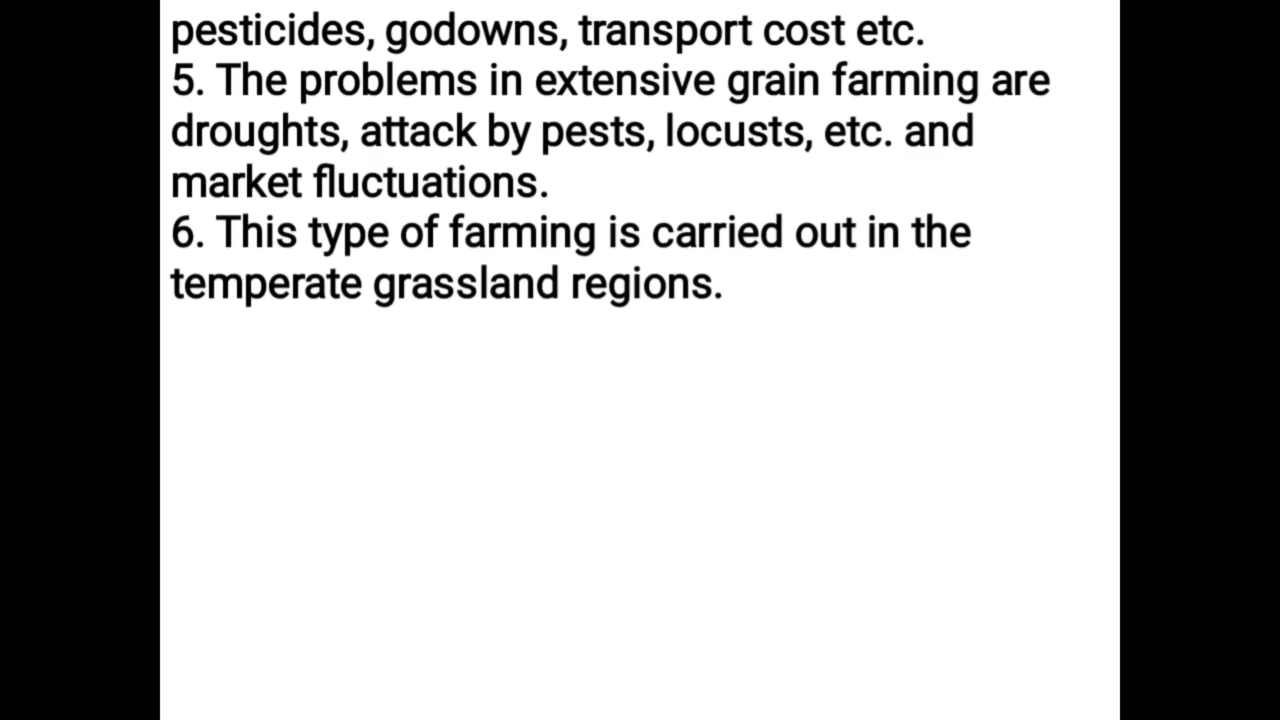 pesticides, godowns, transport cost etc.
5. The problems in extensive grain farming are
droughts, attack by pests, locusts, etc. and
market fluctuations.
6. This type of farming is carried out in the
temperate grassland regions.